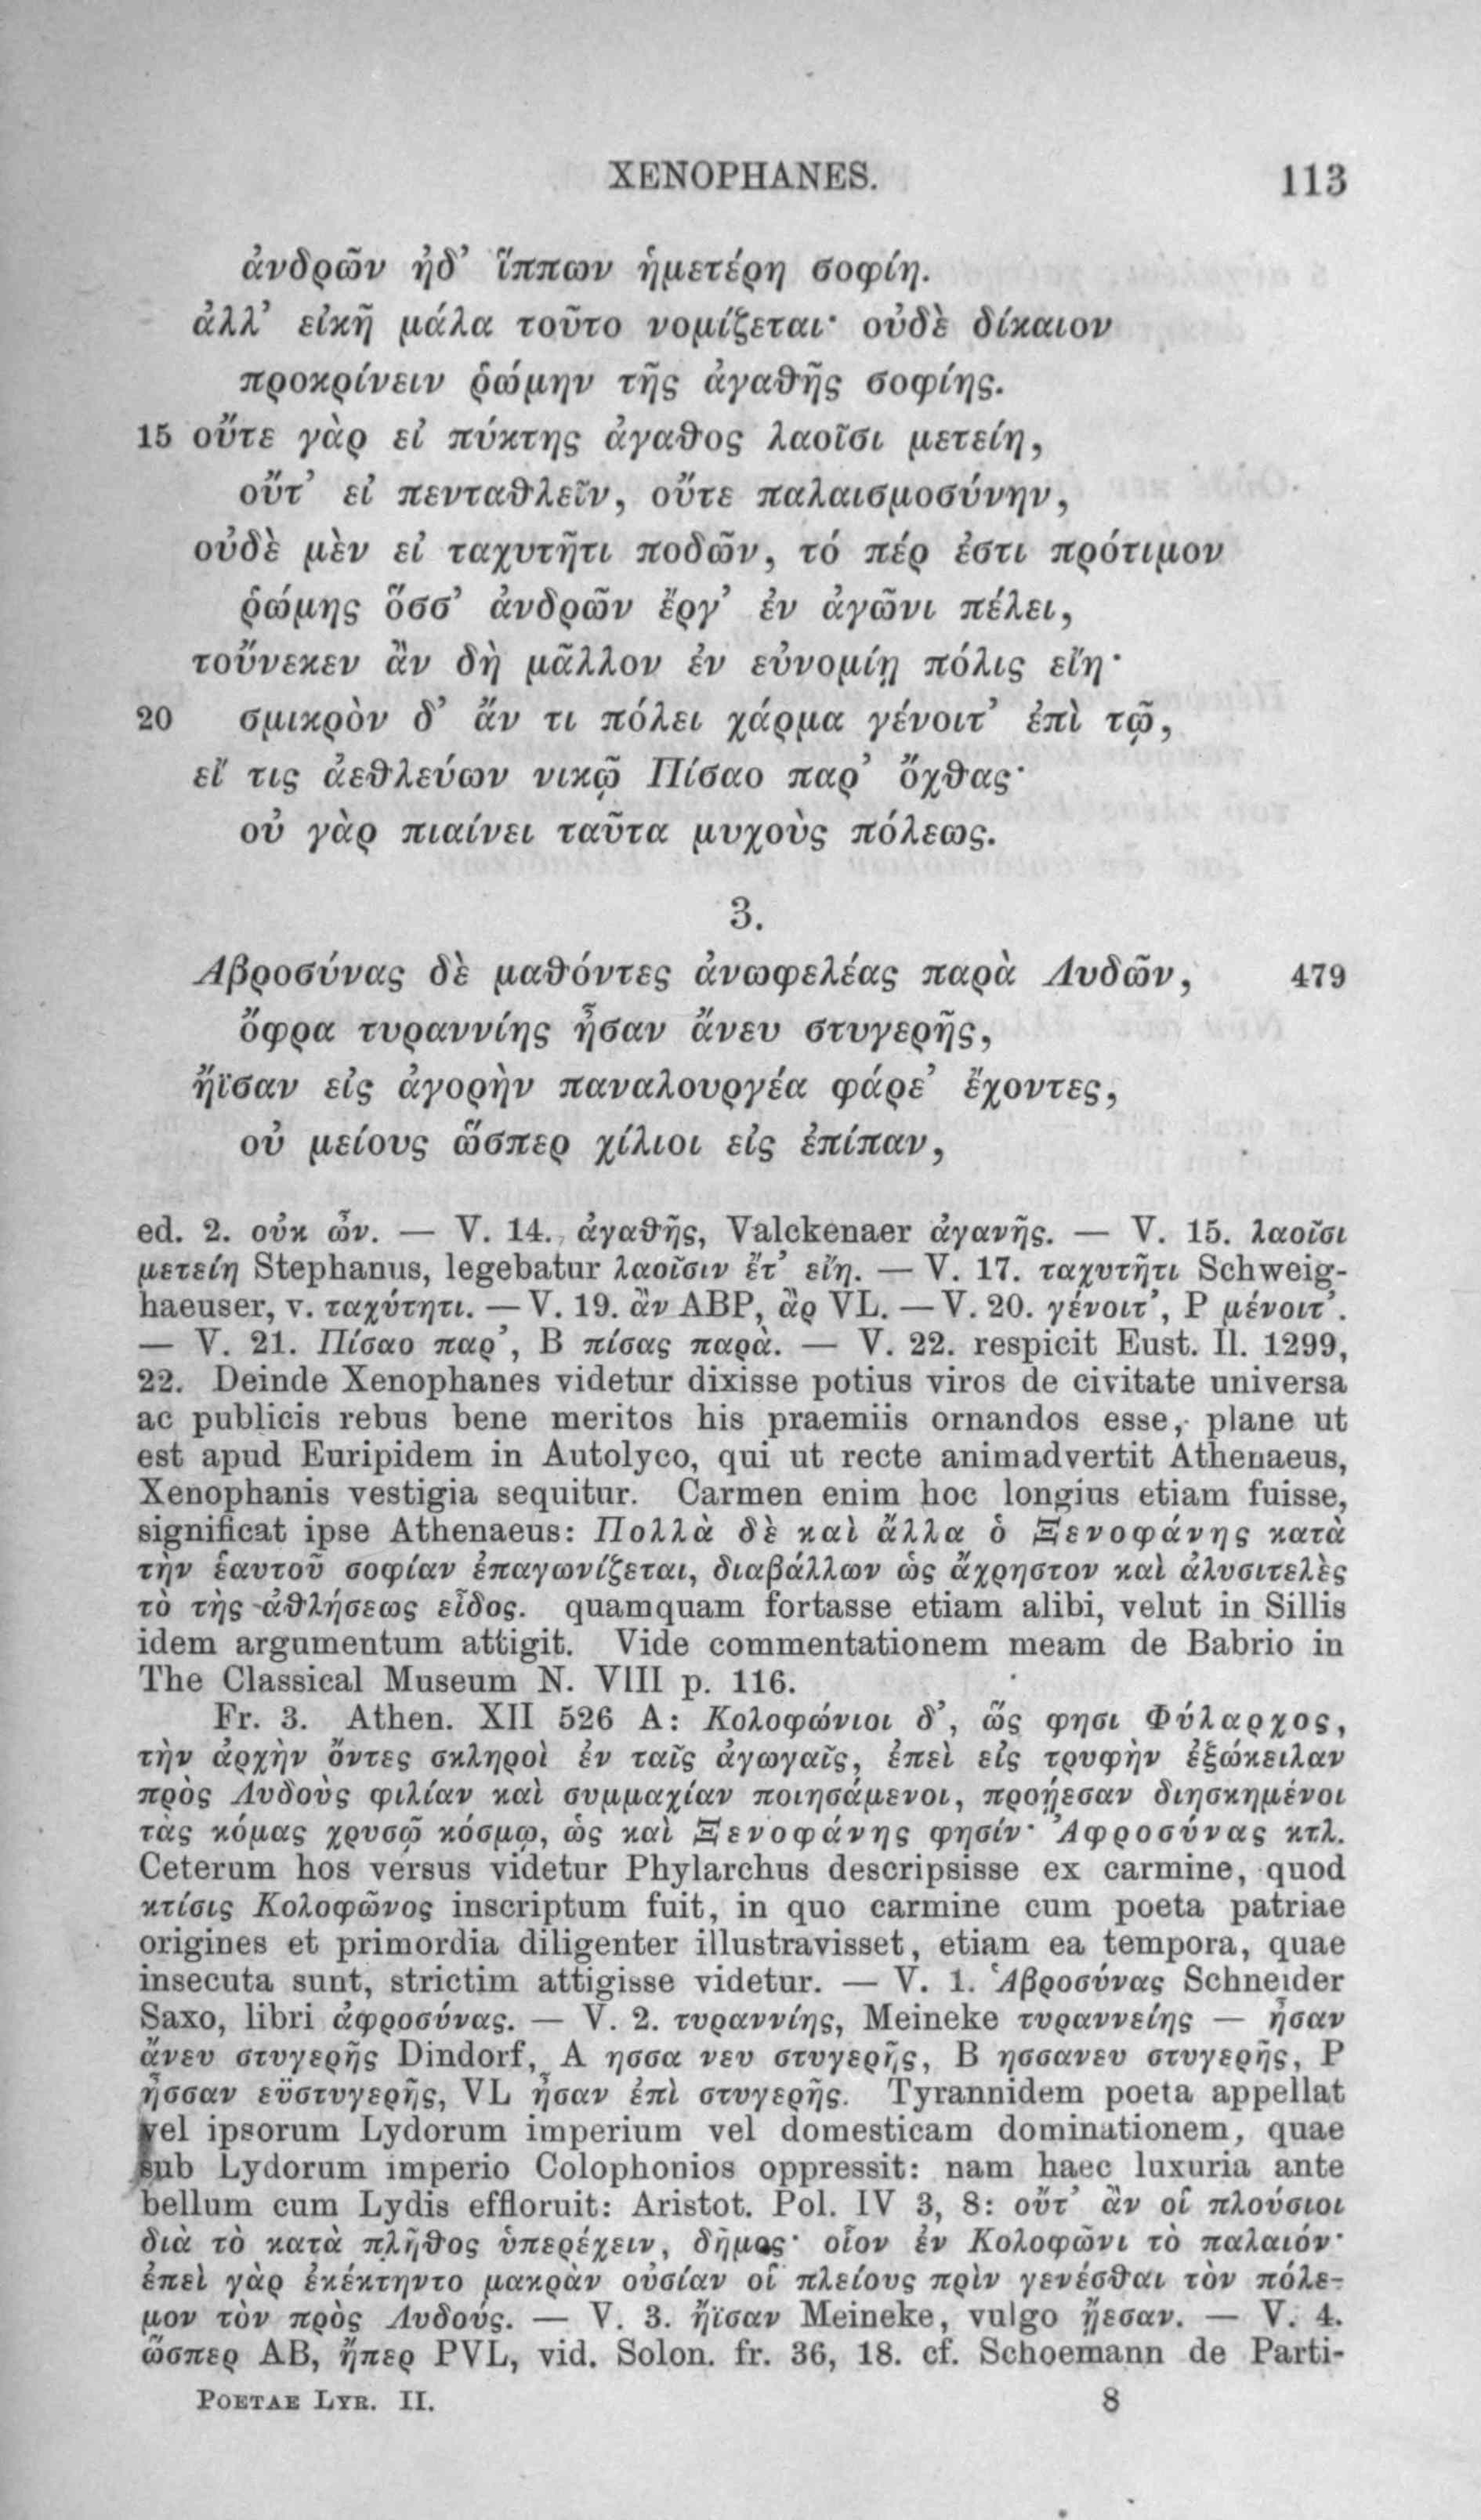 XENOPHANES. 113
ἀνδρῶν ἠδ’ ἵππων ἡμετέρη σοφίη.
ἀλλ’ εἰκῆ μάλα τοῦτο νομίζεται· οὐδὲ δίκαιον
προκρίνειν ῥώμην τῆς ἀγαθῆς σοφίης.
15 οὔτε γὰρ εἰ πύκτης ἀγαθος λαοῖσι μετείη,
οὔτ’ εἰ πενταθλεῖν, οὔτε παλαισμοσύνην,
οὐδὲ μὲν εἰ ταχυτῆτι ποδῶν, τό πέρ ἐστι πρότιμον
ῥώμης ὅσσ’ ἀνδρῶν ἔργ’ ἐν ἀγῶνι πέλει,
τοὔνεκεν ἂν δὴ μᾶλλον ἐν εὐνομίῃ πόλις εἴη·
20 σμικρὸν δ’ ἄν τι πόλει χάρμα γένοιτ’ ἐπὶ τῷ,
εἴ τις ἀεθλεύων νικῷ Πίσαο παρ’ ὄχθας·
οὐ γὰρ πιαίνει ταῦτα μυχοὺς πόλεως.
3.
Αβροσύνας δὲ μαθόντες ἀνωφελέας παρὰ Λυδῶν, 479
ὄφρα τυραννίης ἦσαν ἄνευ στυγερῆς,
ἤϊσαν εἰς ἀγορὴν παναλουργέα φάρε’ ἔχοντες,
οὐ μείους ὥσπερ χίλιοι εἰς ἐπίπαν,
ed. 2. οὐκ ὦν. — V. 14. ἀγαθῆς, Valckenaer ἀγανῆς. — V. 15. λαοῖσι
μετείη Stephanus, legebatur λαοῖσιν ἔτ’ εἴη. — V. 17. ταχυτῆτι Schweig-
haeuser, v. ταχύτητι. — V. 19. ἂν ABP, ἂρ VL. — V. 20. γένοιτ’, P μένοιτ’.
— V. 21. Πίσαο παρ’, B πίσας παρὰ. — V. 22. respicit Eust. Il. 1299,
22. Deinde Xenophanes videtur dixisse potius viros de civitate universa
ac publicis rebus bene meritos his praemiis ornandos esse, plane ut
est apud Euripidem in Autolyco, qui ut recte animadvertit Athenaeus,
Xenophanis vestigia sequitur. Carmen enim hoc longius etiam fuisse,
significat ipse Athenaeus: Πολλὰ δὲ καὶ ἄλλα ὁ Ξενοφάνης κατὰ
τὴν ἑαυτοῦ σοφίαν ἐπαγωνίζεται, διαβάλλων ὡς ἄχρηστον καὶ ἀλυσιτελὲς
τὸ τῆς ἀθλήσεως εἶδος. quamquam fortasse etiam alibi, velut in Sillis
idem argumentum attigit. Vide commentationem meam de Babrio in
The Classical Museum N. VIII p. 116.
Fr. 3. Athen. XII 526 A: Κολοφώνιοι δ’, ὥς φησι Φύλαρχος,
τὴν ἀρχὴν ὄντες σκληροὶ ἐν ταῖς ἀγωγαῖς, ἐπεὶ εἰς τρυφὴν ἐξώκειλαν
πρὸς Λυδοὺς φιλίαν καὶ συμμαχίαν ποιησάμενοι, προῄεσαν διησκημένοι
τὰς κόμας χρυσῷ κόσμῳ, ὡς καὶ Ξενοφάνης φησίν· Ἀφροσύνας κτλ.
Ceterum hos versus videtur Phylarchus descripsisse ex carmine, quod
κτίσις Κολοφῶνος inscriptum fuit, in quo carmine cum poeta patriae
origines et primordia diligenter illustravisset, etiam ea tempora, quae
insecuta sunt, strictim attigisse videtur. — V. 1. Ἁβροσύνας Schneider
Saxo, libri ἀφροσύνας. — V. 2. τυραννίης, Meineke τυραννείης — ἦσαν
ἄνευ στυγερῆς Dindorf, A ησσα νευ στυγερῆς, B ησσανευ στυγερῆς, P
ἦσσαν εὐστυγερῆς, VL ἦσαν ἐπὶ στυγερῆς. Tyrannidem poeta appellat
vel ipsorum Lydorum imperium vel domesticam dominationem, quae
sub Lydorum imperio Colophonios oppressit: nam haec luxuria ante
bellum cum Lydis effloruit: Aristot. Pol. IV 3, 8: οὔτ’ ἂν οἱ πλούσιοι
διὰ τὸ κατὰ πλῆθος ὑπερέχειν, δῆμος· οἷον ἐν Κολοφῶνι τὸ παλαιόν·
ἐπεὶ γὰρ ἐκέκτηντο μακρὰν οὐσίαν οἱ πλείους πρὶν γενέσθαι τὸν πόλε-
μον τὸν πρὸς Λυδούς. — V. 3. ἤϊσαν Meineke, vulgo ᾔεσαν. — V. 4.
ὥσπερ AB, ἤπερ PVL, vid. Solon. fr. 36, 18. cf. Schoemann de Parti-
POETAE LYR. II. 8